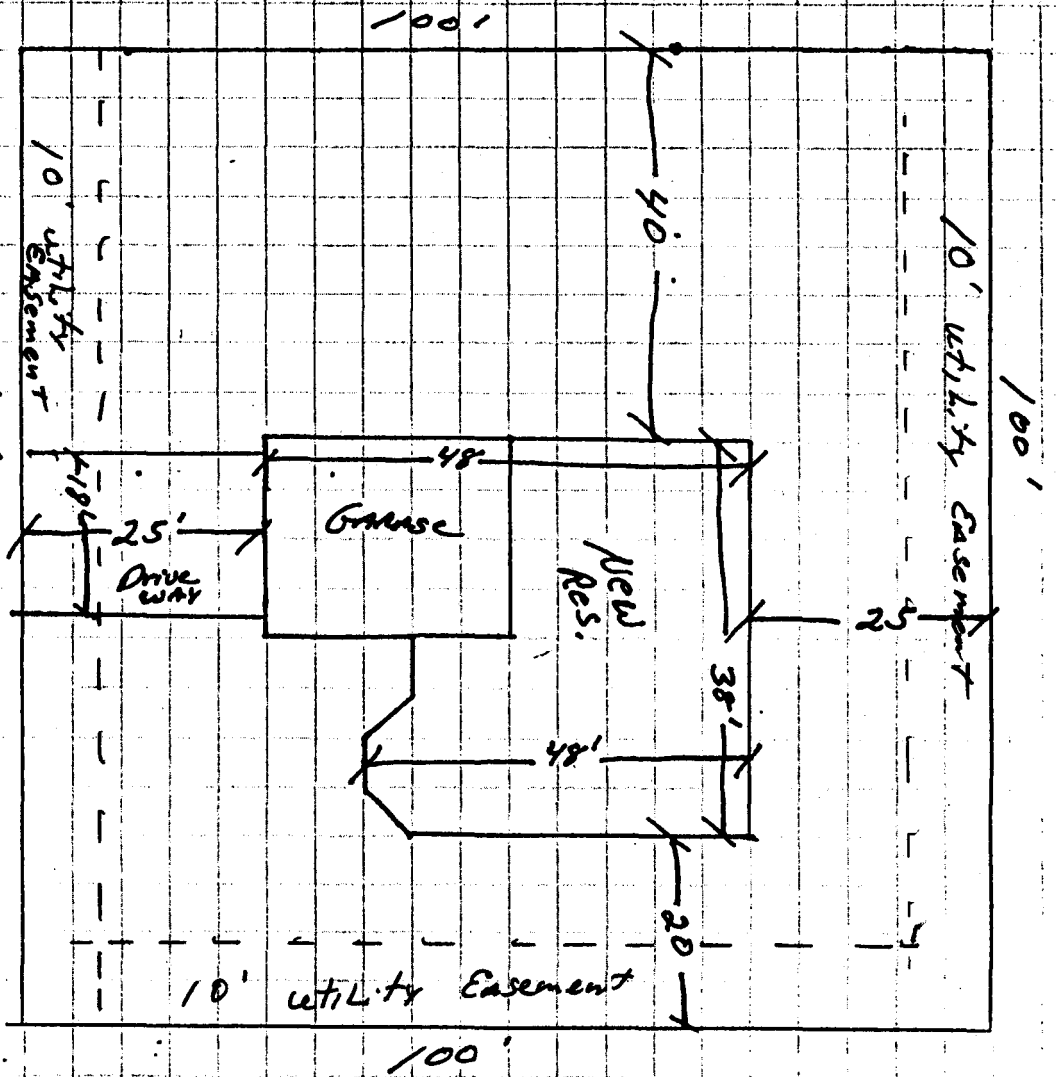 100'
40'
10' utility
EASEMENT
10' utility Easement
100'
48'
18'
25'
Drive
WAY
GARAGE
NEW
RES.
25
38'
48'
20
10' utility Easement
100'